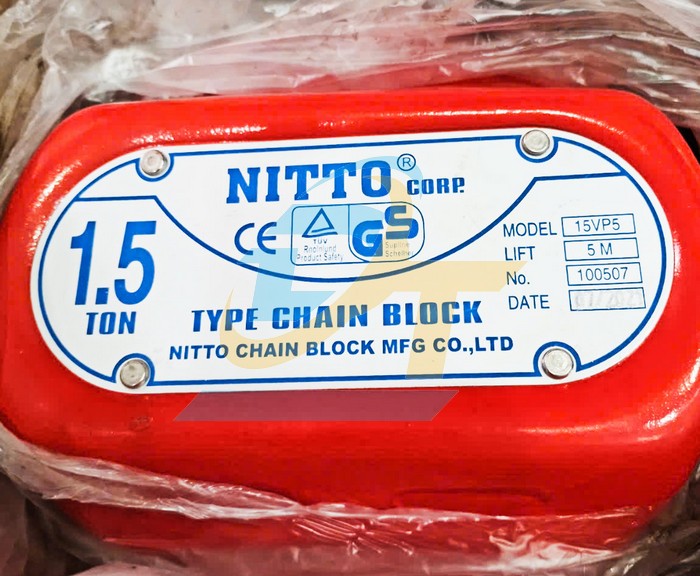 NITTO® CORP.
CE
TÜV
Product Safety
GS
1.5
TON
MODEL 15VP5
LIFT 5 M
No. 100507
DATE
TYPE CHAIN BLOCK
NITTO CHAIN BLOCK MFG CO.,LTD